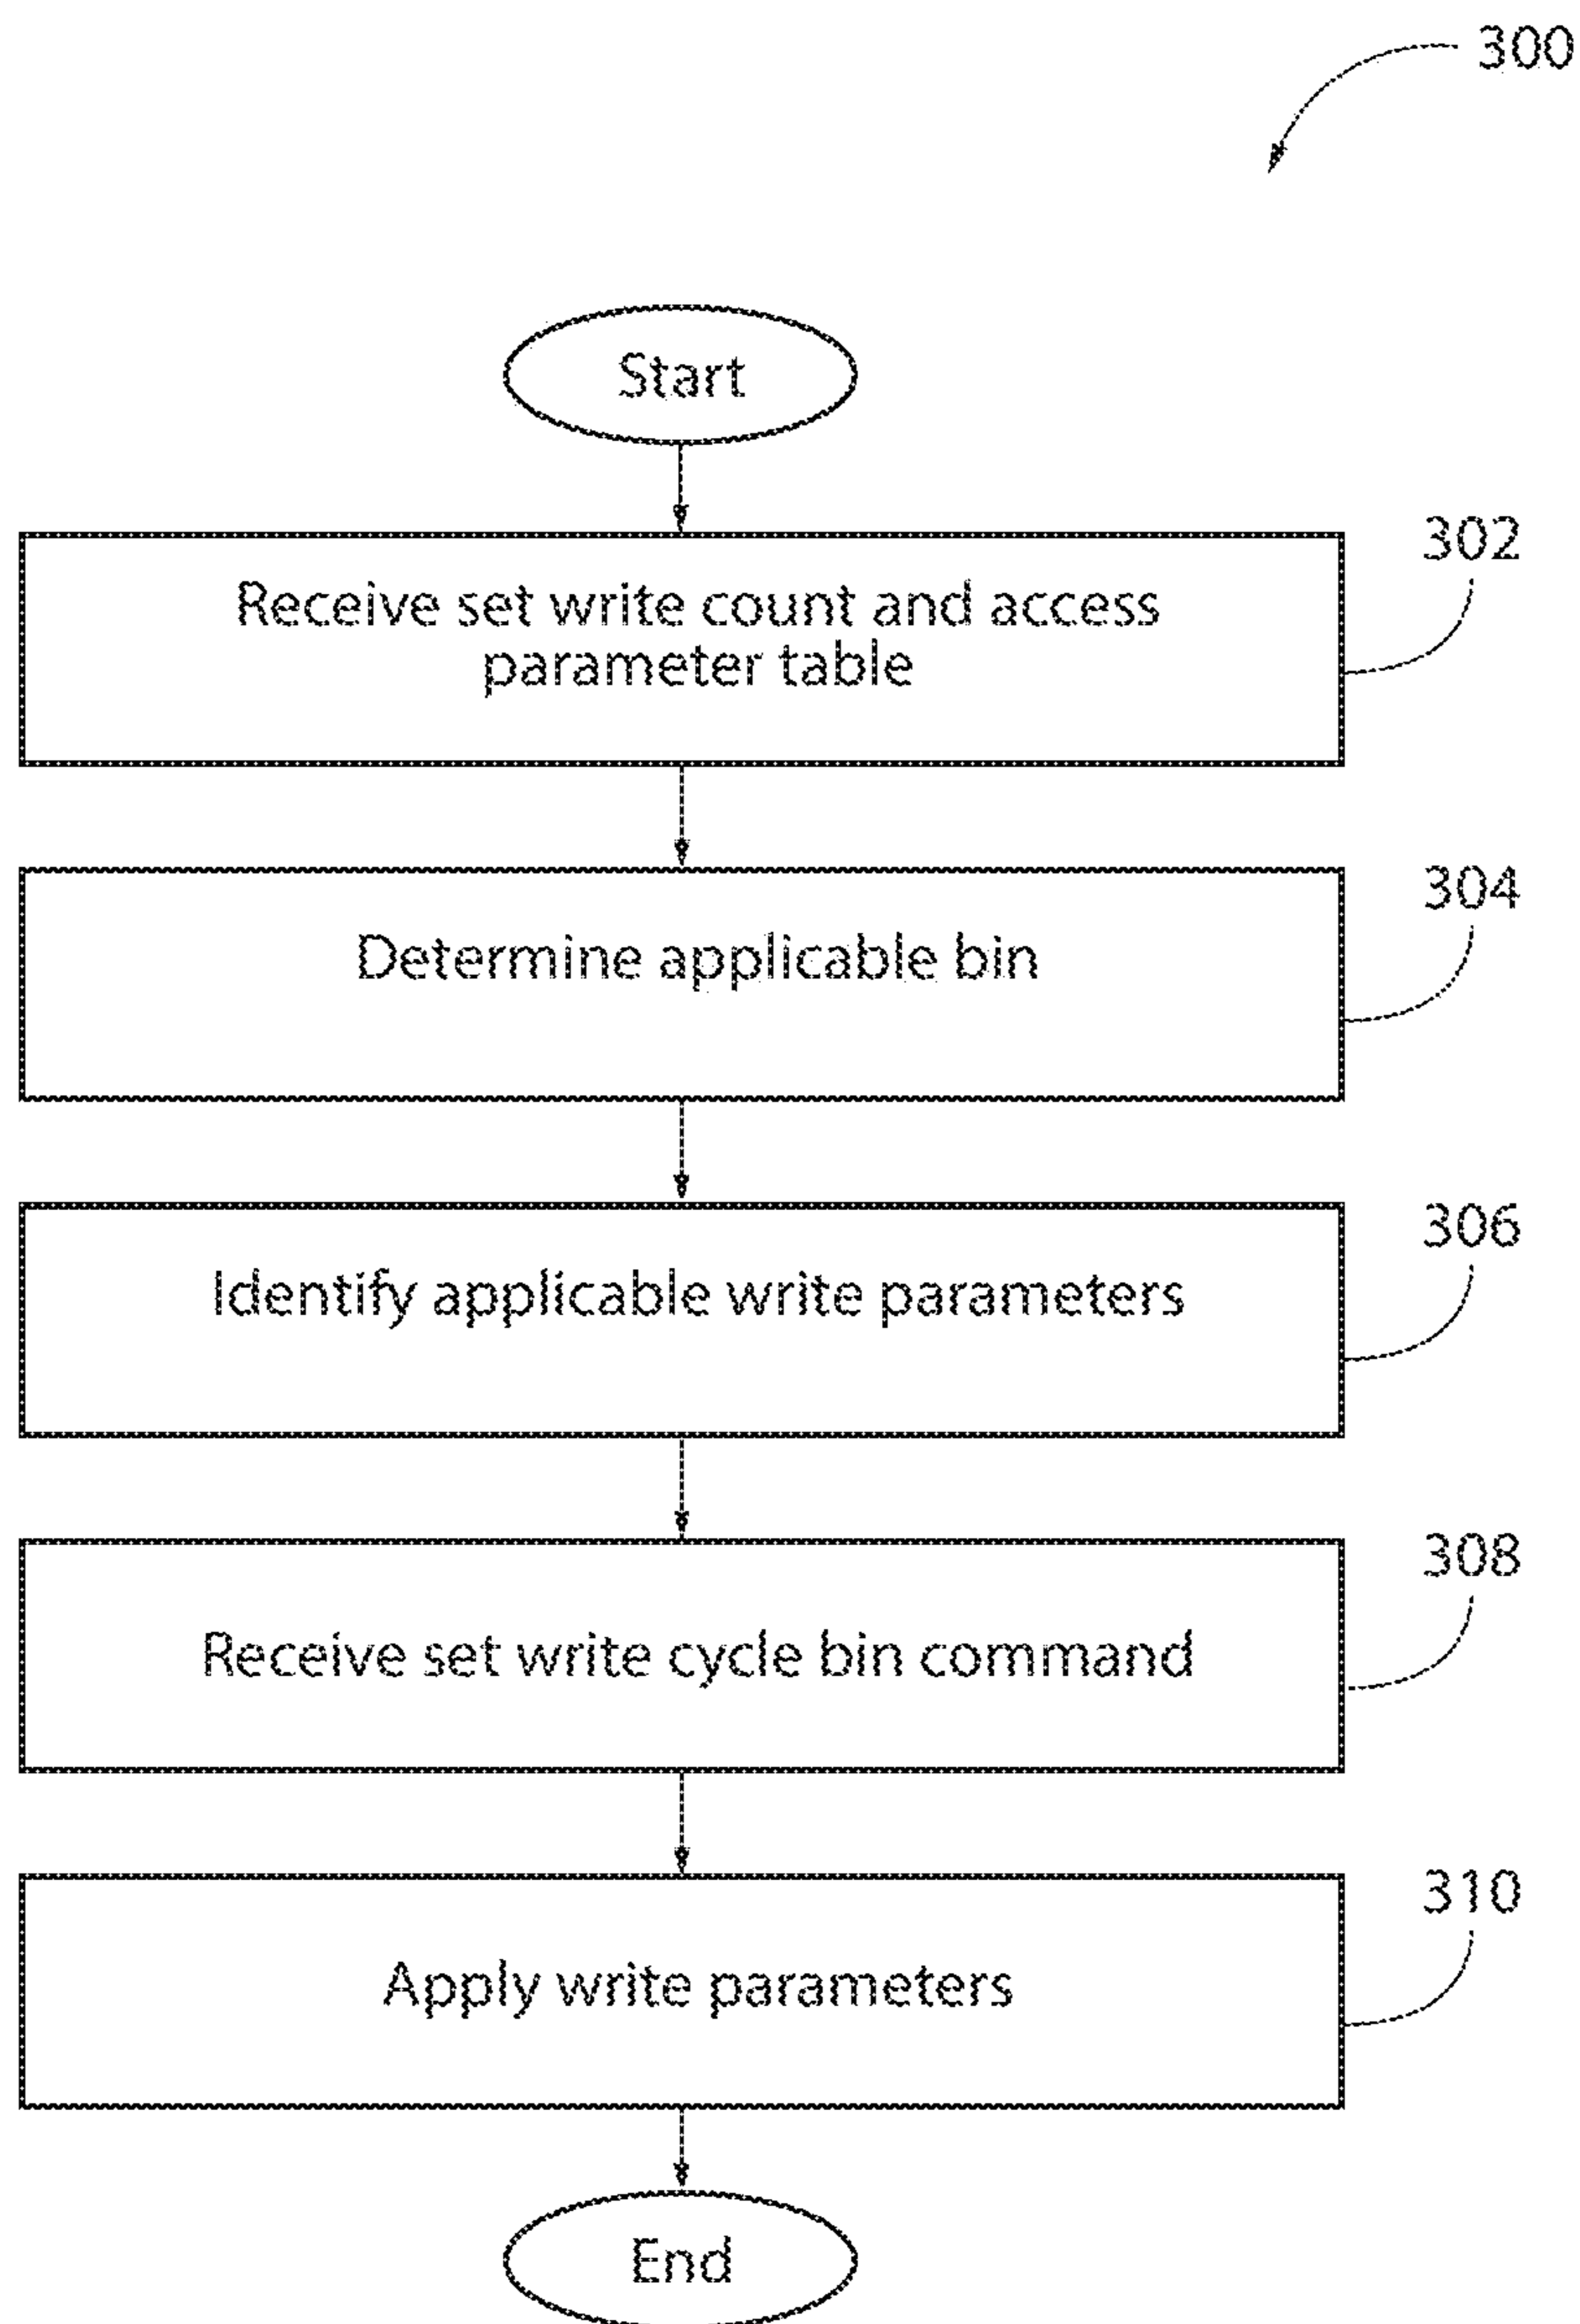 300
Start
302
Receive set write count and access
parameter table
304
Determine applicable bin
306
Identify applicable write parameters
308
Receive set write cycle bin command
310
Apply write parameters
End